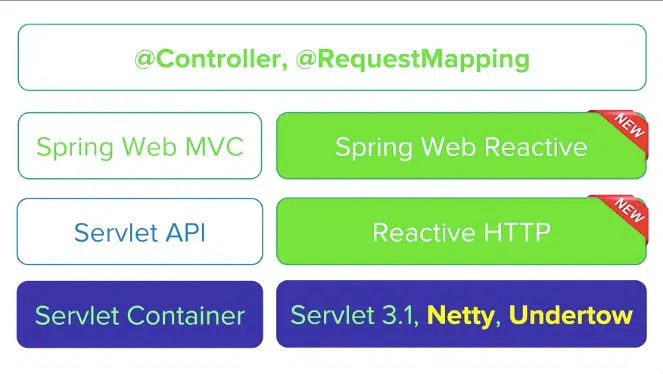 @Controller, @RequestMapping
Spring Web MVC
Spring Web Reactive
NEW
Servlet API
Reactive HTTP
NEW
Servlet Container
Servlet 3.1, Netty, Undertow